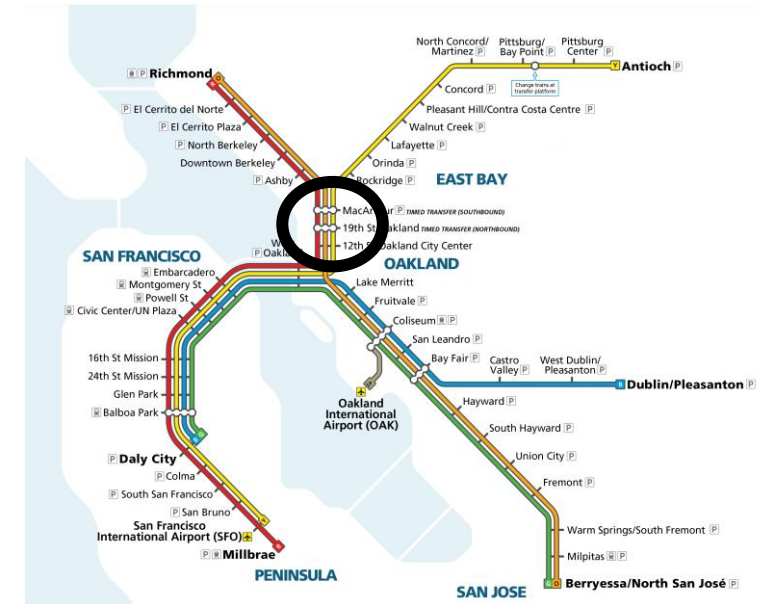 North Concord/
Martinez P
Pittsburg/
Bay Point P
Pittsburg
Center P
Richmond
Antioch P
Change trains at
transfer platform
Concord P
P El Cerrito del Norte
Pleasant Hill/Contra Costa Centre P
P El Cerrito Plaza
Walnut Creek P
P North Berkeley
Lafayette P
Downtown Berkeley
Orinda P
P Ashby
Rockridge P
EAST BAY
P TIMED TRANSFER (SOUTHBOUND)
19th TIMED TRANSFER (NORTHBOUND)
12th Oakland City Center
P
SAN FRANCISCO
OAKLAND
Embarcadero
Montgomery St
Powell St
Civic Center/UN Plaza
Lake Merritt
Fruitvale P
Coliseum P
San Leandro P
Bay Fair P
16th St Mission
24th St Mission
Glen Park
Balboa Park
Castro
Valley P
West Dublin/
Pleasanton P
Dublin/Pleasanton P
Oakland
International
Airport (OAK)
Hayward P
South Hayward P
Union City P
Fremont P
P Daly City
P Colma
P South San Francisco
P San Bruno
San Francisco
International Airport (SFO)
P Millbrae
PENINSULA
Warm Springs/South Fremont P
Milpitas P
Berryessa/North San José P
SAN JOSE